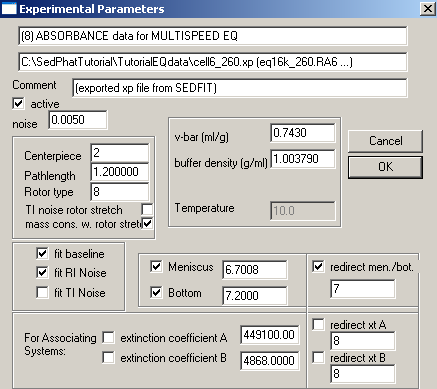 Experimental Parameters
(8) ABSORBANCE data for MULTISPEED EQ
C:\SedPhatTutorial\TutorialEQdata\cell6_260.xp (eq16k_260.RA6 ...)
Comment (exported xp file from SEDFIT)
active
noise 0.0050
v-bar (ml/g) 0.7430
buffer density (g/ml) 1.003790
Temperature 10.0
Cancel
OK
Centerpiece 2
Pathlength 1.200000
Rotor type 8
TI noise rotor stretch
mass cons. w. rotor stret
fit baseline
fit RI Noise
fit TI Noise
Meniscus 6.7008
Bottom 7.2000
redirect men./bot.
7
For Associating
Systems:
extinction coefficient A 449100.00
extinction coefficient B 4868.0000
redirect xt A
8
redirect xt B
8